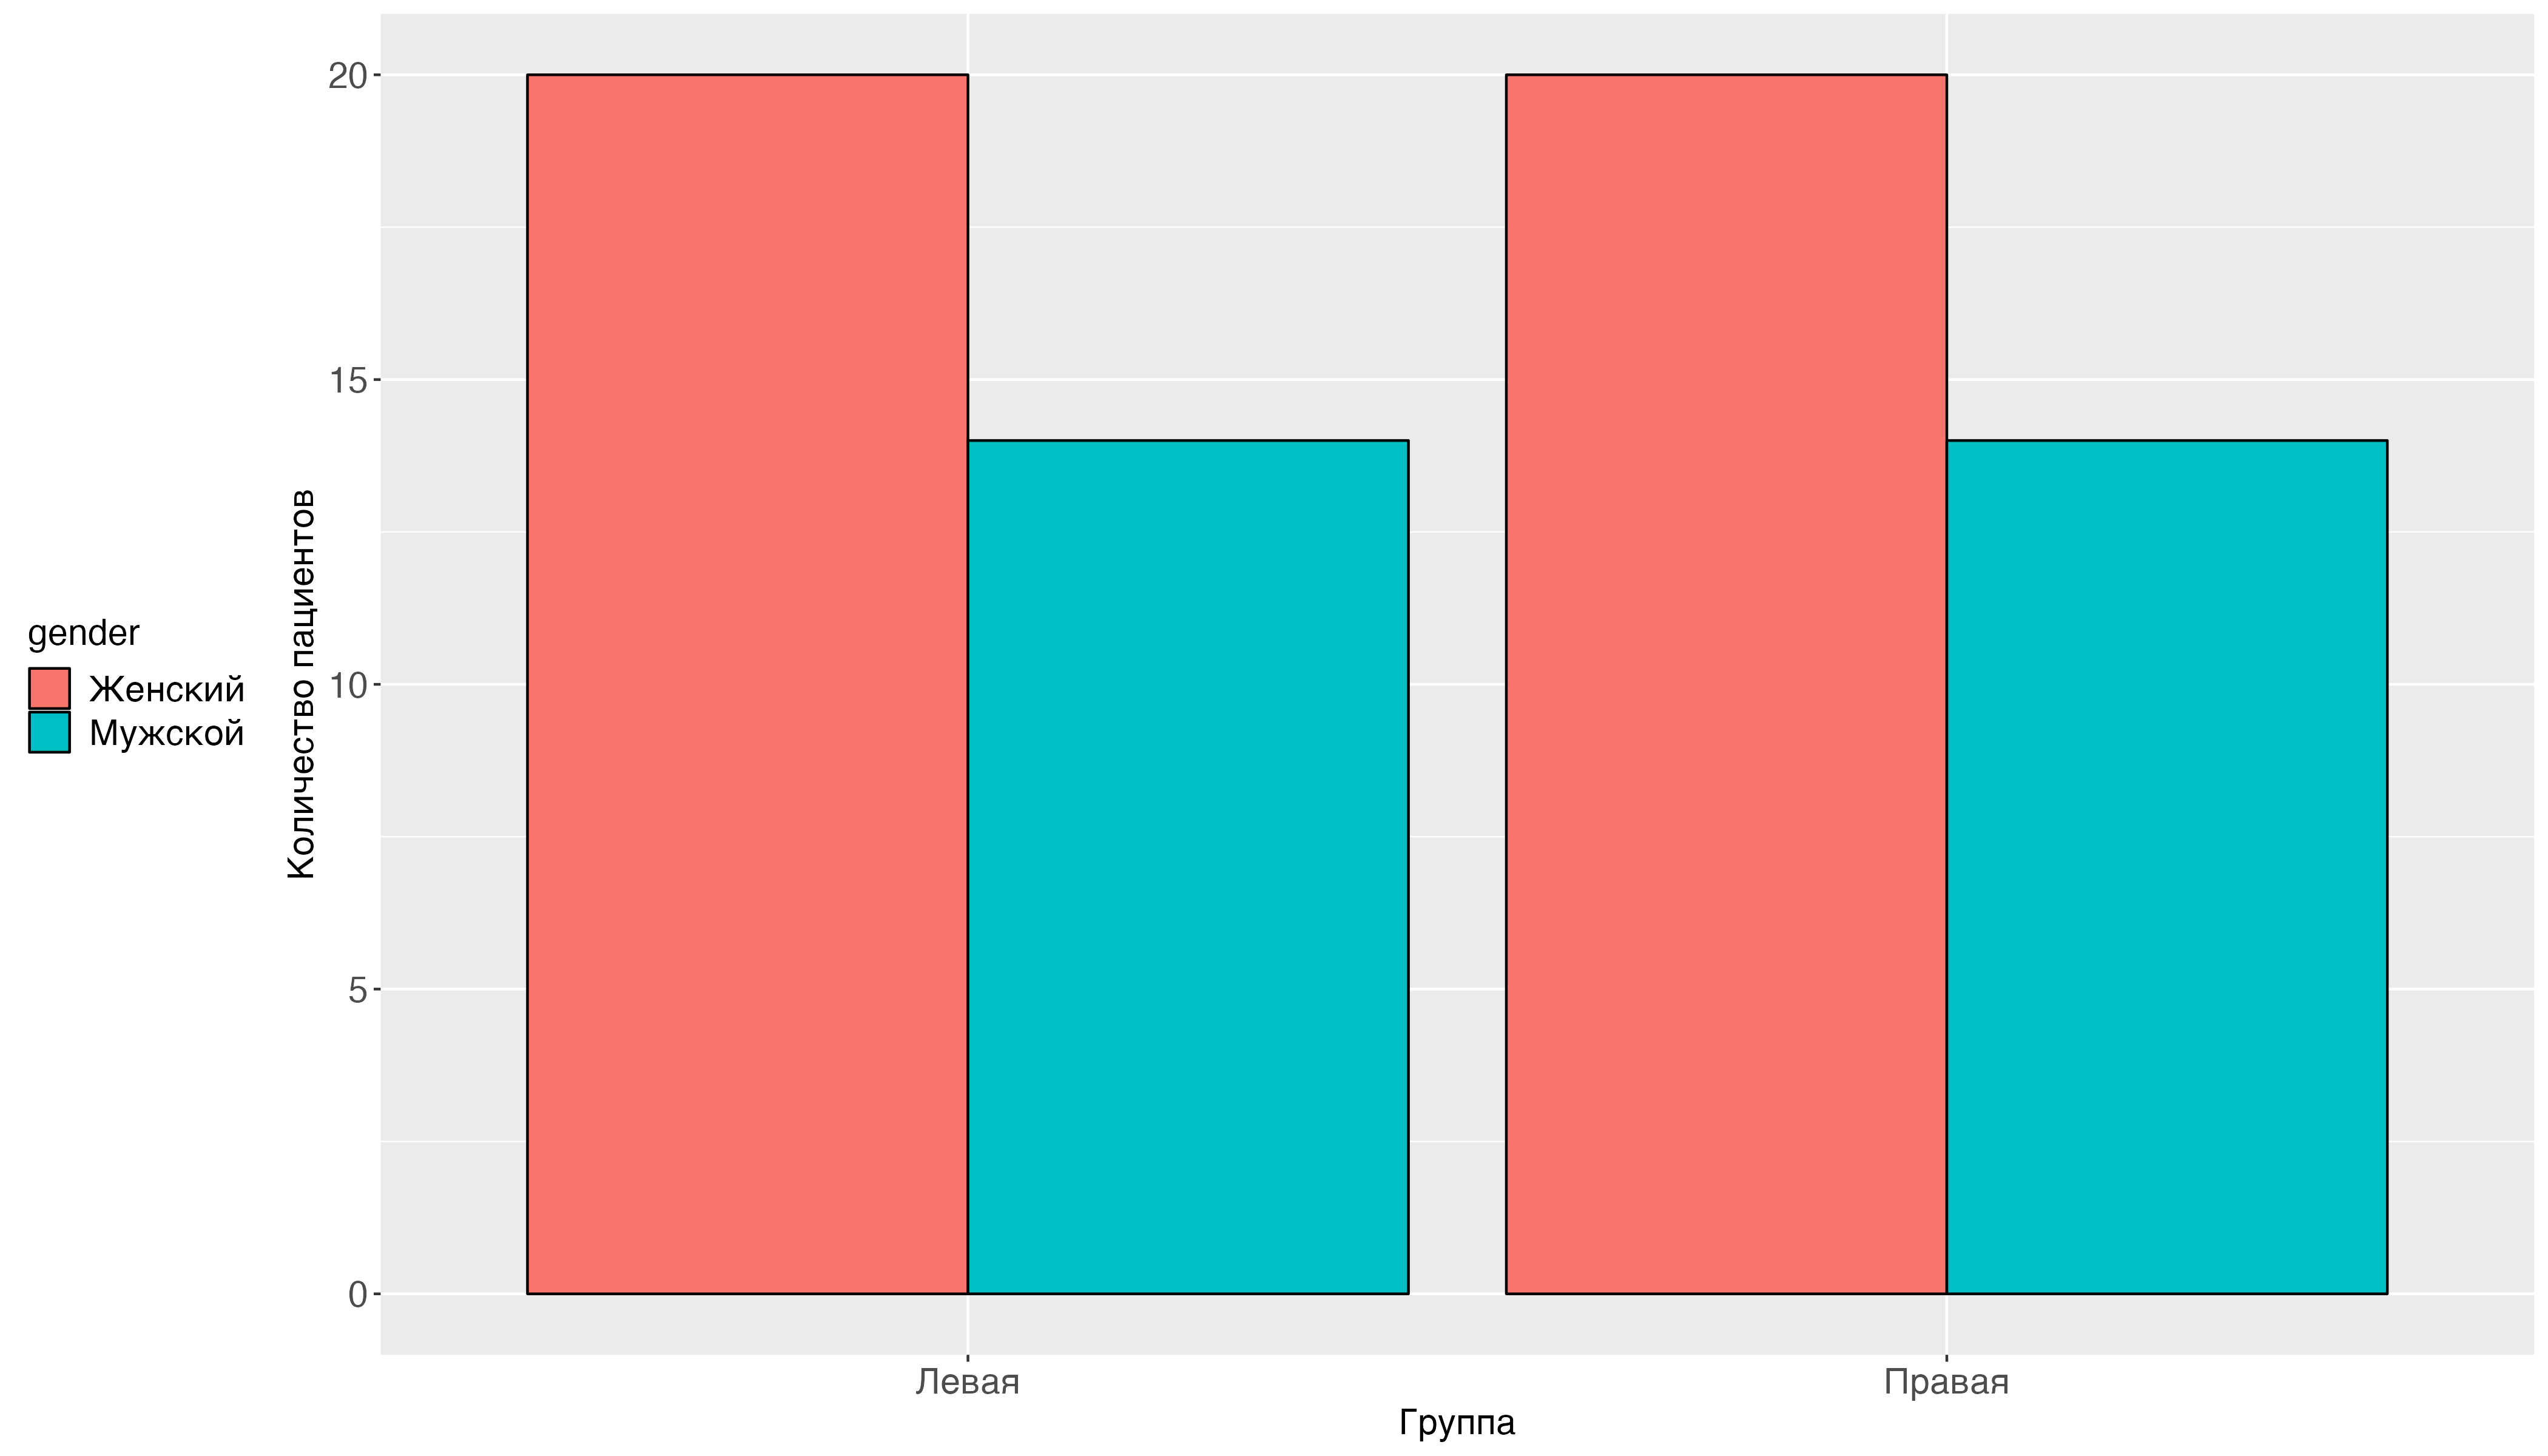 gender
Женский
Мужской
Количество пациентов
20
15
10
5
0
Левая
Правая
Группа